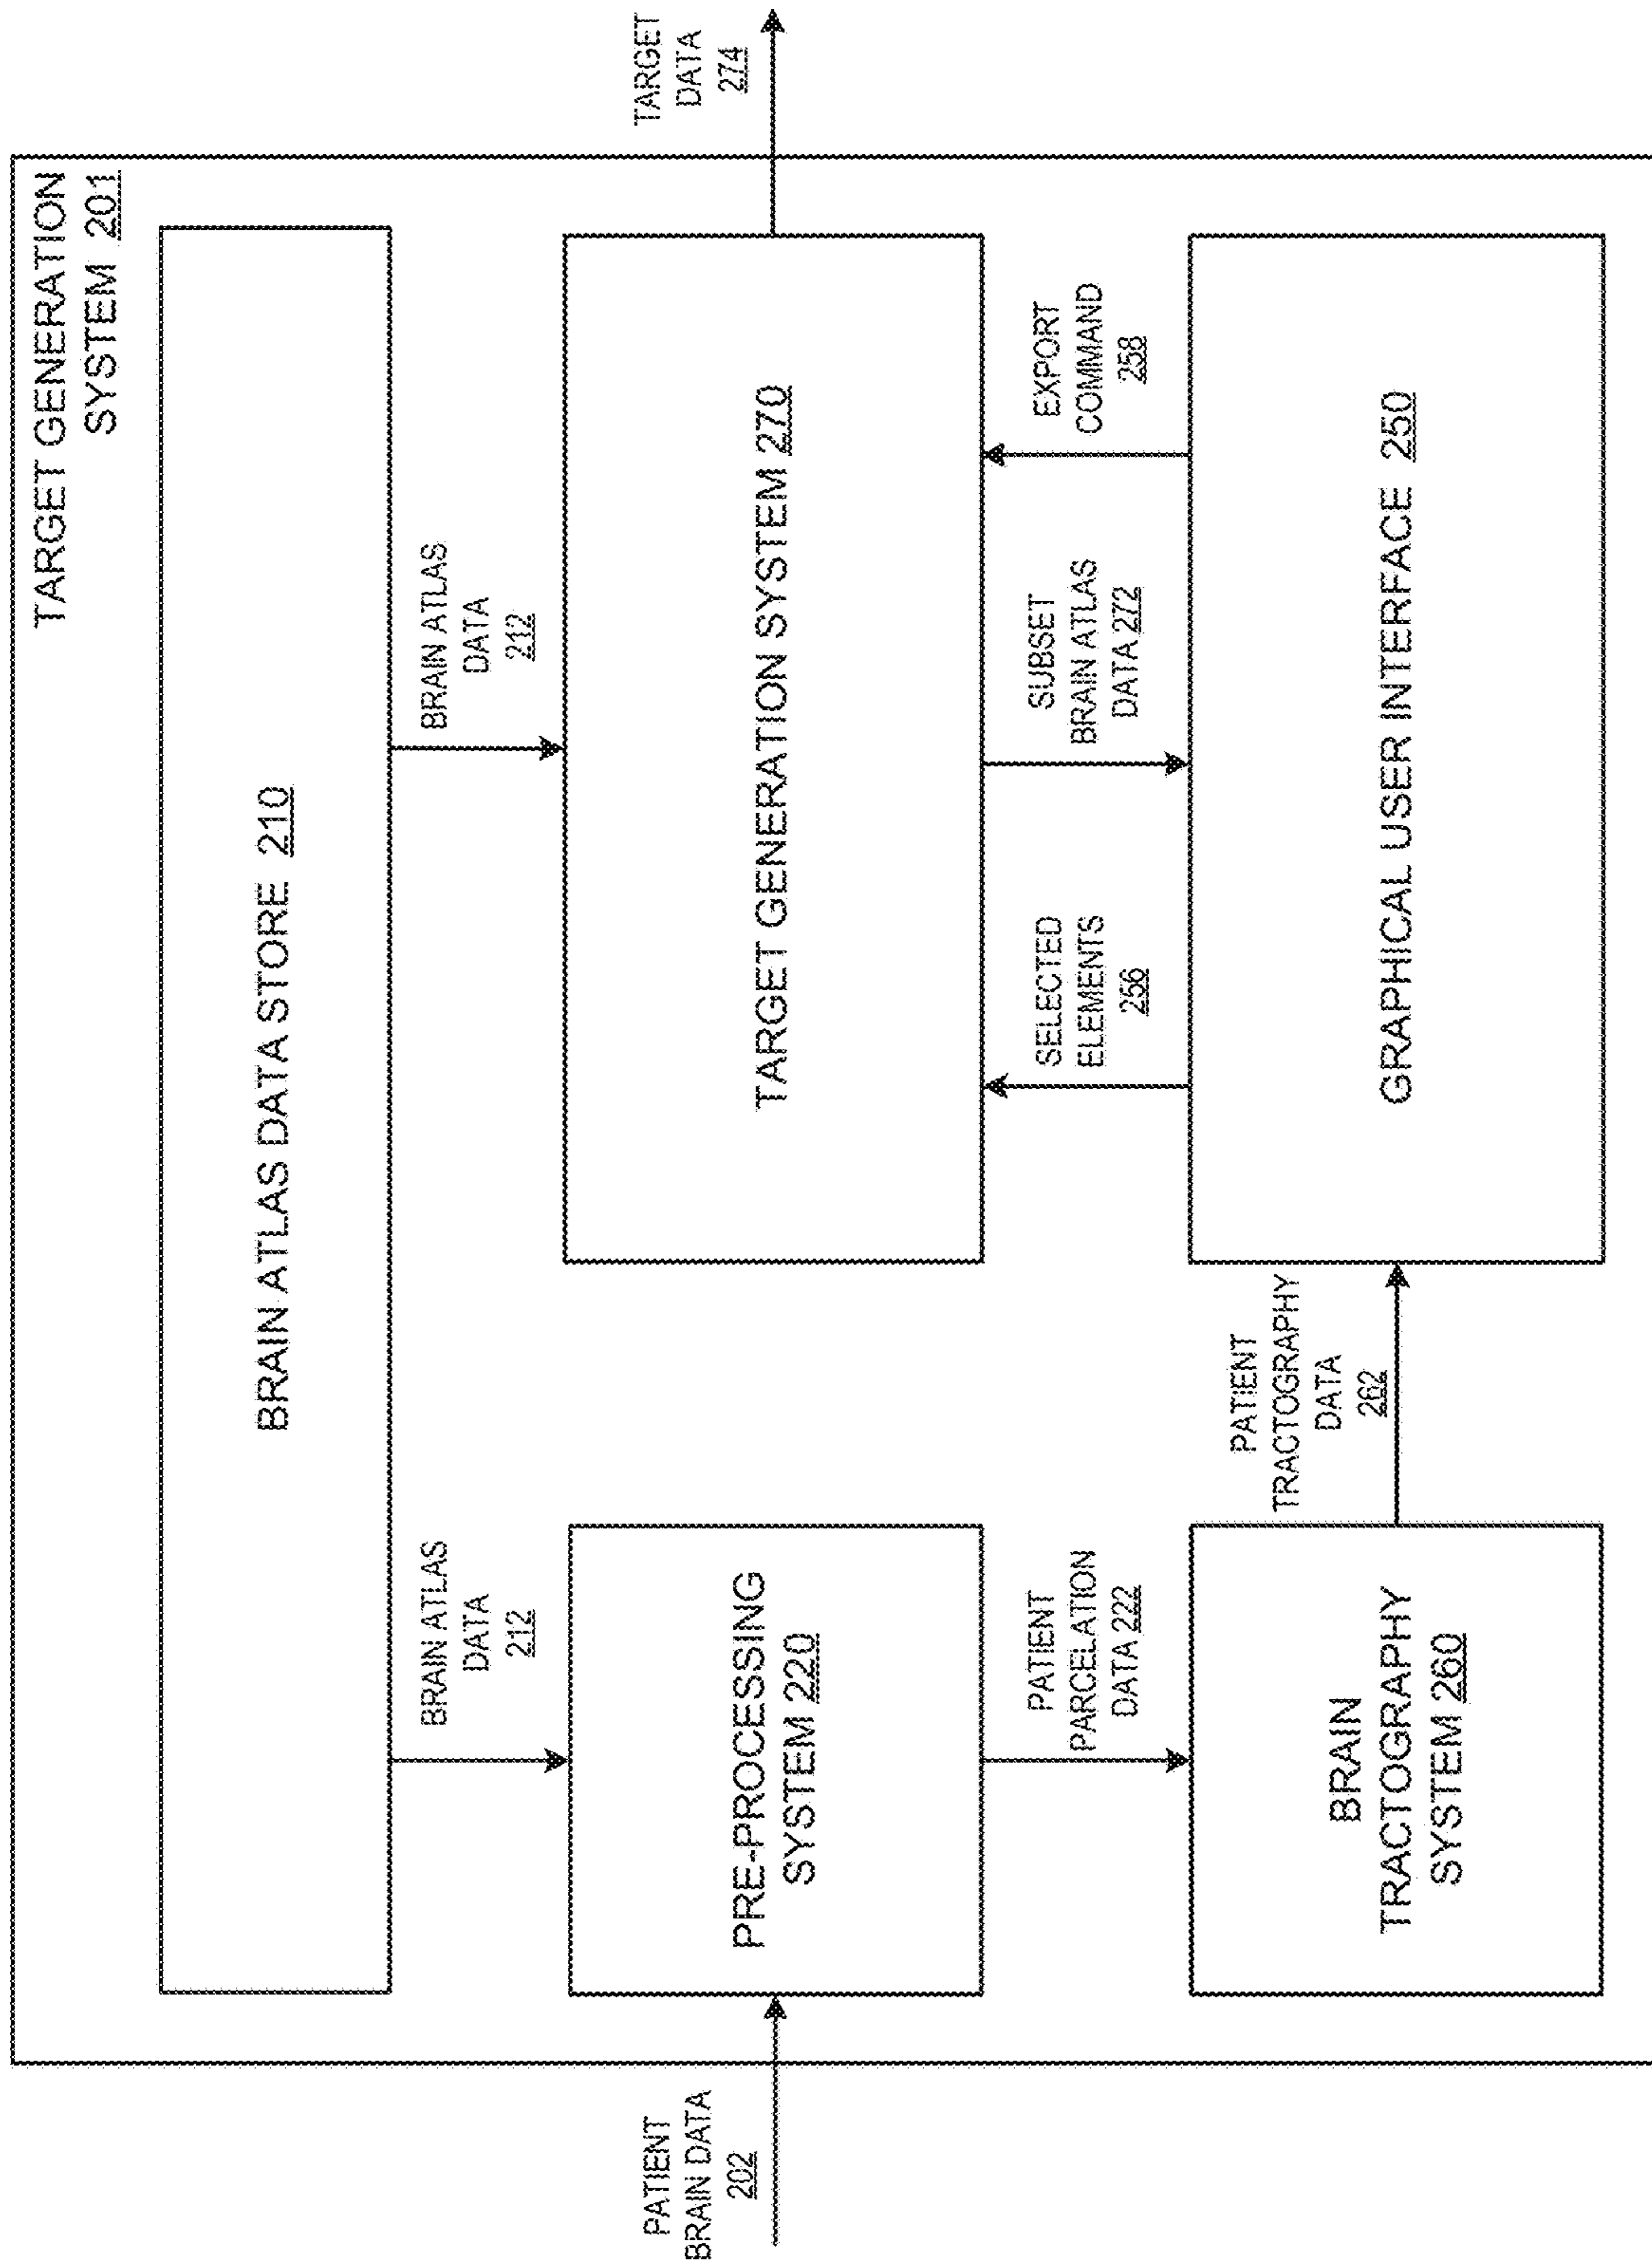 TARGET GENERATION
SYSTEM 201
BRAIN ATLAS DATA STORE 210
BRAIN ATLAS
DATA
212
BRAIN ATLAS
DATA
212
PATIENT
BRAIN DATA
202
PRE-PROCESSING
SYSTEM 220
TARGET GENERATION SYSTEM 270
TARGET
DATA
274
PATIENT
PARCELATION
DATA 222
SELECTED
ELEMENTS
256
SUBSET
BRAIN ATLAS
DATA 272
EXPORT
COMMAND
258
BRAIN
TRACTOGRAPHY
SYSTEM 260
PATIENT
TRACTOGRAPHY
DATA
262
GRAPHICAL USER INTERFACE 250